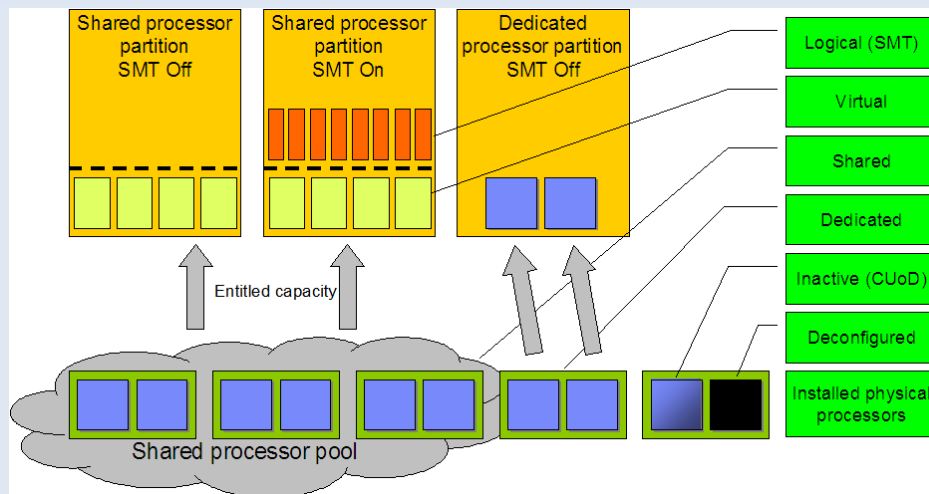 Shared processor
partition
SMT Off
Shared processor
partition
SMT On
Dedicated
processor partition
SMT Off
Logical (SMT)
Virtual
Shared
Dedicated
Inactive (CUoD)
Deconfigured
Installed physical
processors
Entitled capacity
Shared processor pool